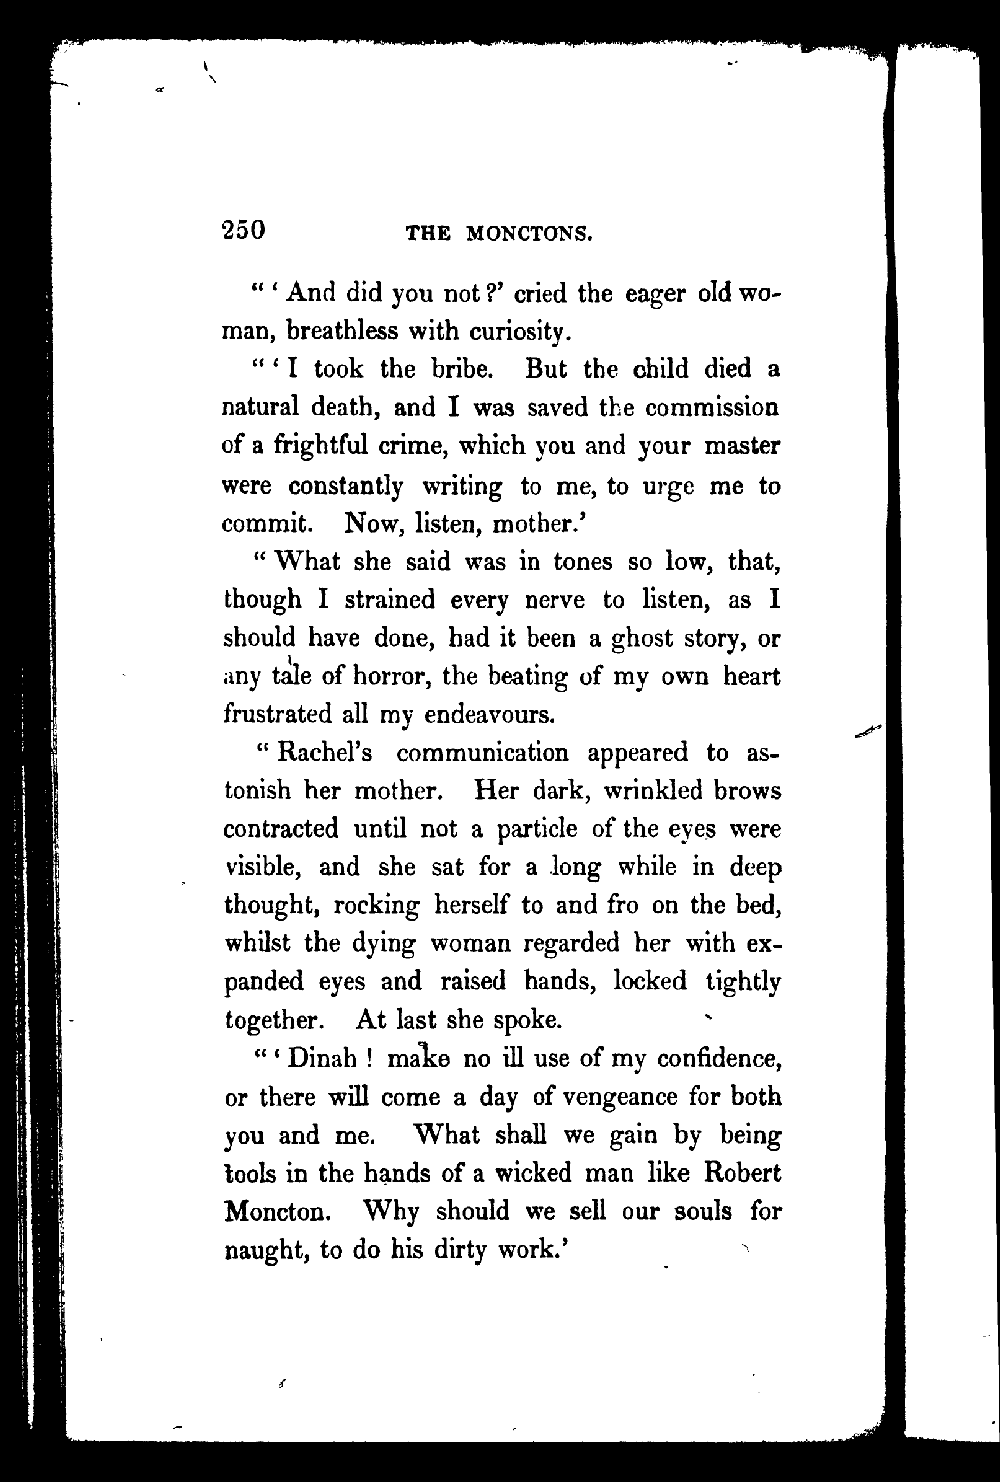 250 THE MONCTONS.
“ ‘ And did you not ?’ cried the eager old wo-
man, breathless with curiosity.
“ ‘ I took the bribe. But the child died a
natural death, and I was saved the commission
of a frightful crime, which you and your master
were constantly writing to me, to urge me to
commit. Now, listen, mother.’
“ What she said was in tones so low, that,
though I strained every nerve to listen, as I
should have done, had it been a ghost story, or
any tale of horror, the beating of my own heart
frustrated all my endeavours.
“ Rachel’s communication appeared to as-
tonish her mother. Her dark, wrinkled brows
contracted until not a particle of the eyes were
visible, and she sat for a long while in deep
thought, rocking herself to and fro on the bed,
whilst the dying woman regarded her with ex-
panded eyes and raised hands, locked tightly
together. At last she spoke.
“ ‘ Dinah ! make no ill use of my confidence,
or there will come a day of vengeance for both
you and me. What shall we gain by being
tools in the hands of a wicked man like Robert
Moncton. Why should we sell our souls for
naught, to do his dirty work.’